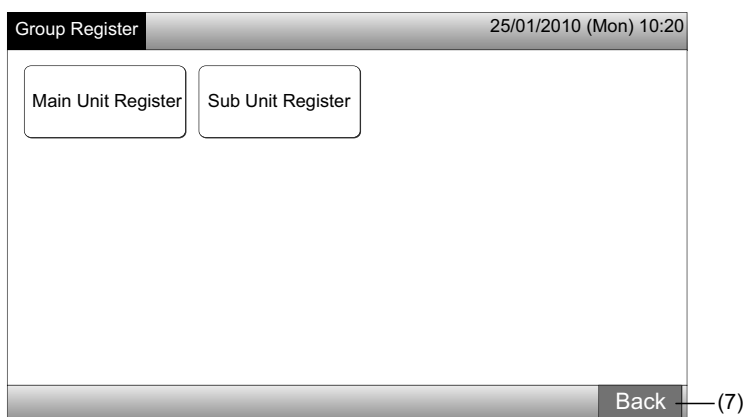 Group Register 25/01/2010 (Mon) 10:20
Main Unit Register Sub Unit Register
Back (7)